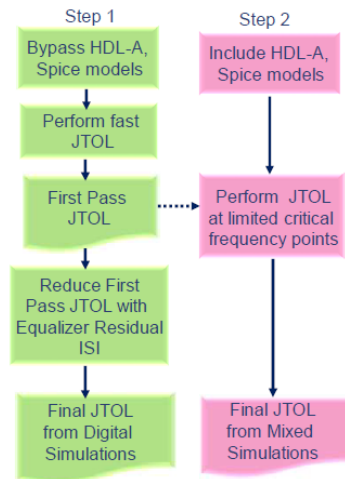 Step 1
Bypass HDL-A,
Spice models
Perform fast
JTOL
First Pass
JTOL
Reduce First
Pass JTOL with
Equalizer Residual
ISI
Final JTOL
from Digital
Simulations
Step 2
Include HDL-A,
Spice models
Perform JTOL
at limited critical
frequency points
Final JTOL
from Mixed
Simulations